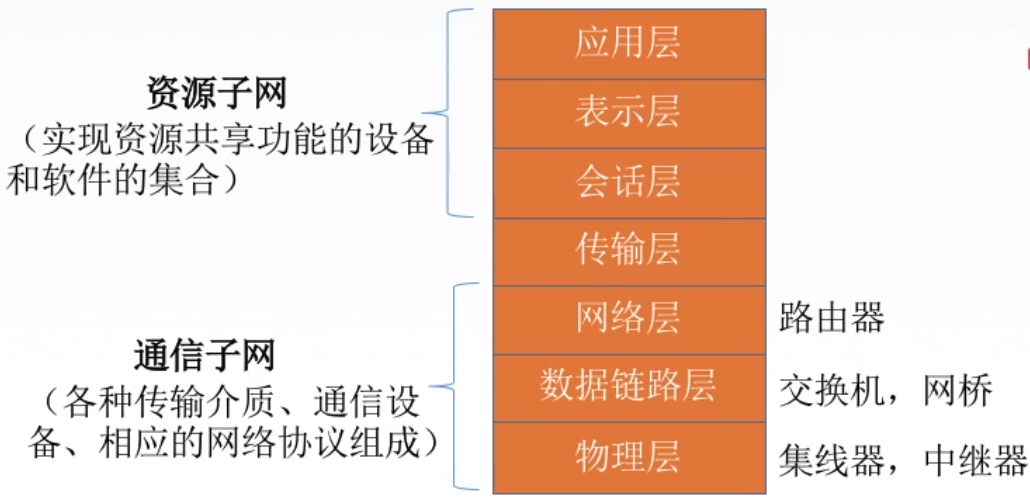 资源子网
（实现资源共享功能的设备
和软件的集合）
通信子网
（各种传输介质、通信设
备、相应的网络协议组成）
应用层
表示层
会话层
传输层
网络层
数据链路层
物理层
路由器
交换机，网桥
集线器，中继器